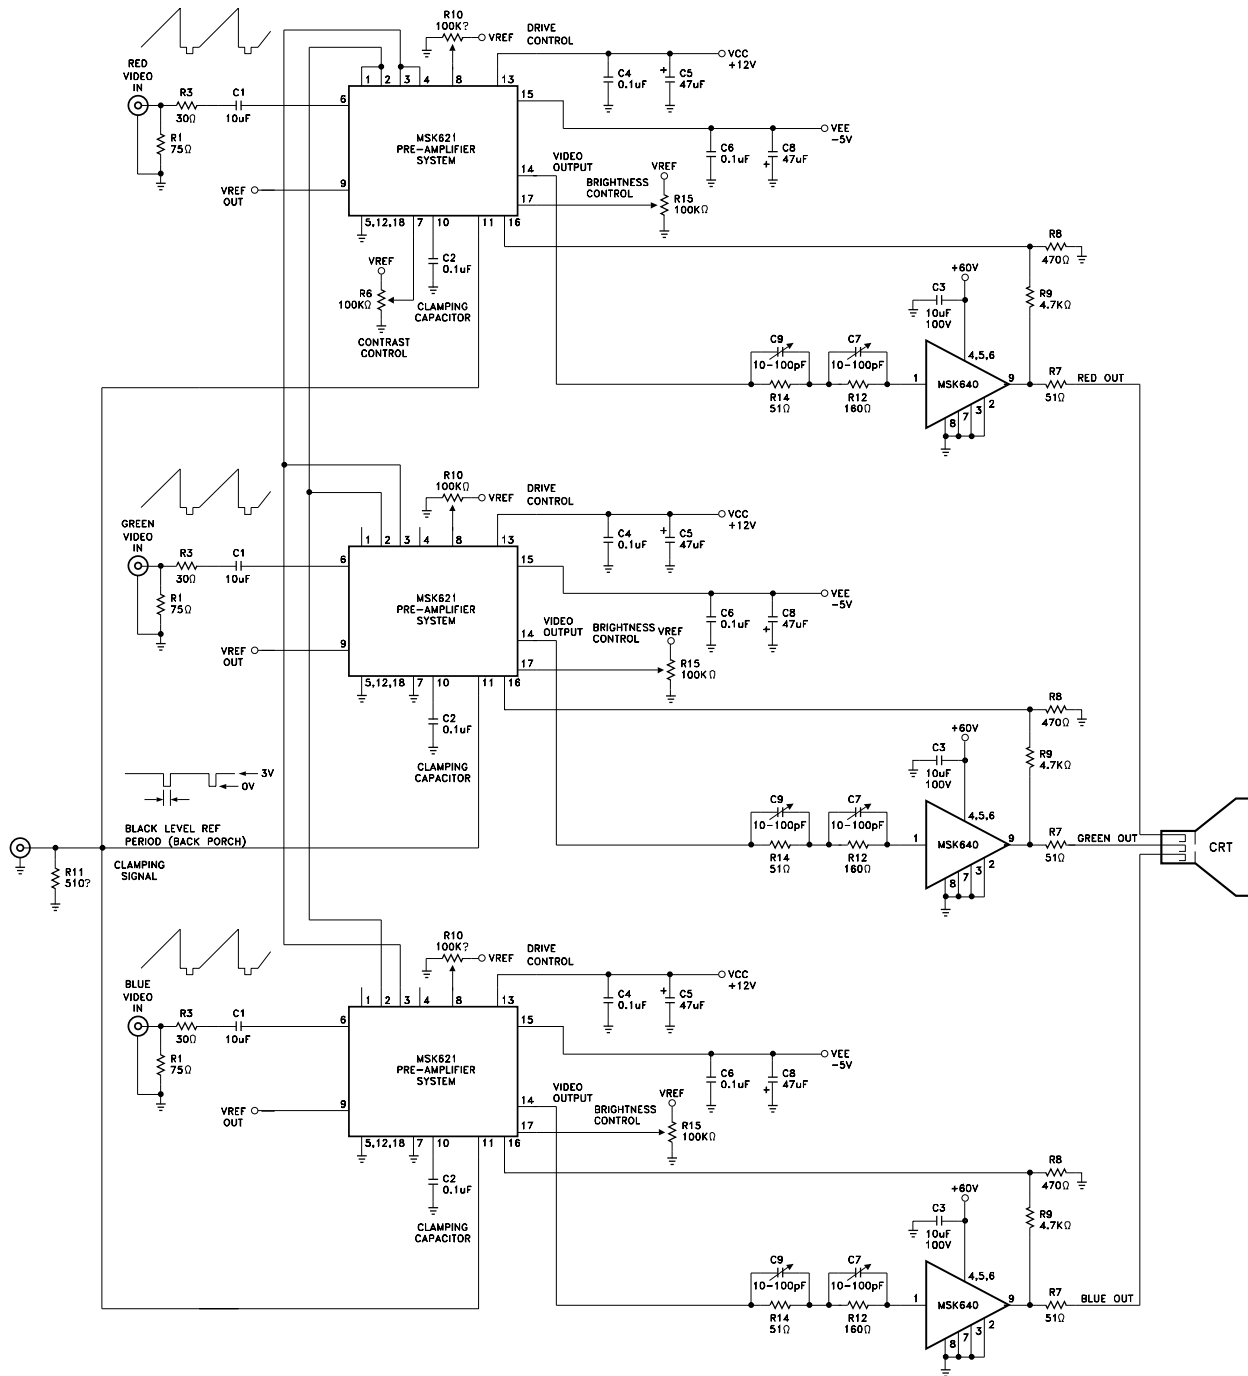 R10
100K?
VREF
DRIVE
CONTROL
VCC
+12V
RED
VIDEO
IN
R3
30Ω
C1
10uF
R1
75Ω
C4
0.1uF
+
C5
47uF
1
2
3
4
8
13
6
15
MSK621
PRE-AMPLIFIER
SYSTEM
VEE
-5V
C6
0.1uF
C8
47uF
+
VIDEO
OUTPUT
14
VREF
BRIGHTNESS
CONTROL
17
R15
100KΩ
VREF
OUT
9
5,12,18
7
10
11
16
C2
0.1uF
VREF
R6
100KΩ
CLAMPING
CAPACITOR
CONTRAST
CONTROL
R8
470Ω
+60V
C3
10uF
100V
R9
4.7KΩ
4,5,6
C9
10-100pF
R14
51Ω
C7
10-100pF
R12
160Ω
1
MSK640
9
R7
51Ω
RED OUT
8
7
3
2
R10
100KΩ
VREF
DRIVE
CONTROL
VCC
+12V
GREEN
VIDEO
IN
R3
30Ω
C1
10uF
R1
75Ω
C4
0.1uF
+
C5
47uF
1
2
3
4
8
13
6
15
MSK621
PRE-AMPLIFIER
SYSTEM
VEE
-5V
C6
0.1uF
C8
47uF
+
VIDEO
OUTPUT
14
BRIGHTNESS
CONTROL
VREF
17
R15
100KΩ
VREF
OUT
9
5,12,18
7
10
11
16
C2
0.1uF
CLAMPING
CAPACITOR
R8
470Ω
+60V
C3
10uF
100V
R9
4.7KΩ
4,5,6
3V
0V
BLACK LEVEL REF
PERIOD (BACK PORCH)
CLAMPING
SIGNAL
R11
510?
C9
10-100pF
R14
51Ω
C7
10-100pF
R12
160Ω
1
MSK640
9
R7
51Ω
GREEN OUT
8
7
3
2
CRT
R10
100K?
VREF
DRIVE
CONTROL
VCC
+12V
BLUE
VIDEO
IN
R3
30Ω
C1
10uF
R1
75Ω
C4
0.1uF
+
C5
47uF
1
2
3
4
8
13
6
15
MSK621
PRE-AMPLIFIER
SYSTEM
VEE
-5V
C6
0.1uF
C8
47uF
+
VIDEO
OUTPUT
14
VREF
BRIGHTNESS
CONTROL
17
R15
100KΩ
VREF
OUT
9
5,12,18
7
10
11
16
C2
0.1uF
CLAMPING
CAPACITOR
R8
470Ω
+60V
C3
10uF
100V
R9
4.7KΩ
4,5,6
C9
10-100pF
R14
51Ω
C7
10-100pF
R12
160Ω
1
MSK640
9
R7
51Ω
BLUE OUT
8
7
3
2